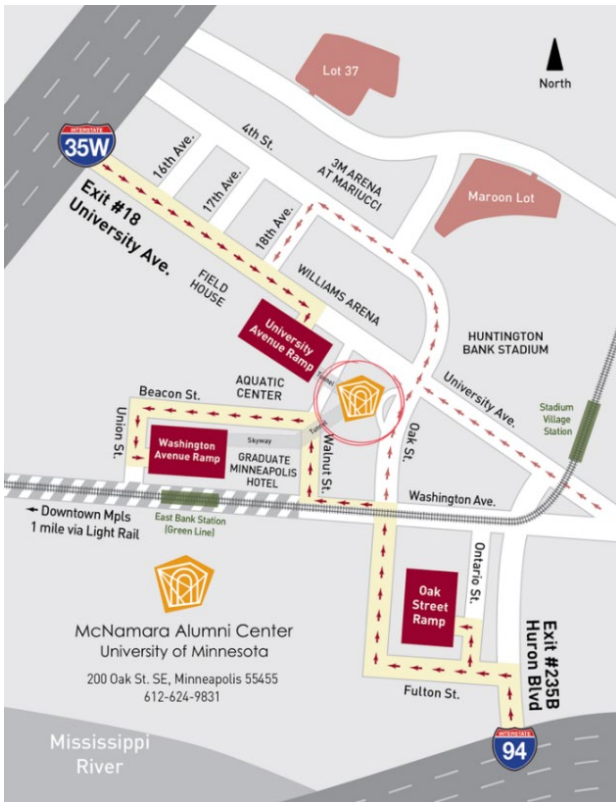 Lot 37
North
INTERSTATE
35W
4th St.
16th Ave.
17th Ave.
18th Ave.
3M ARENA
AT MARIUCCI
Maroon Lot
Exit #18
University Ave.
FIELD
HOUSE
WILLIAMS ARENA
University
Avenue Ramp
HUNTINGTON
BANK STADIUM
University Ave.
Stadium
Village
Station
AQUATIC
CENTER
Tunnel
Beacon St.
Union St.
Washington
Avenue Ramp
Skyway
Tunnel
GRADUATE
MINNEAPOLIS
HOTEL
Walnut St.
Oak St.
Washington Ave.
Downtown Mpls
1 mile via Light Rail
East Bank Station
(Green Line)
Ontario St.
Oak
Street
Ramp
McNamara Alumni Center
University of Minnesota
200 Oak St. SE, Minneapolis 55455
612-624-9831
Fulton St.
Exit #235B
Huron Blvd
INTERSTATE
94
Mississippi
River